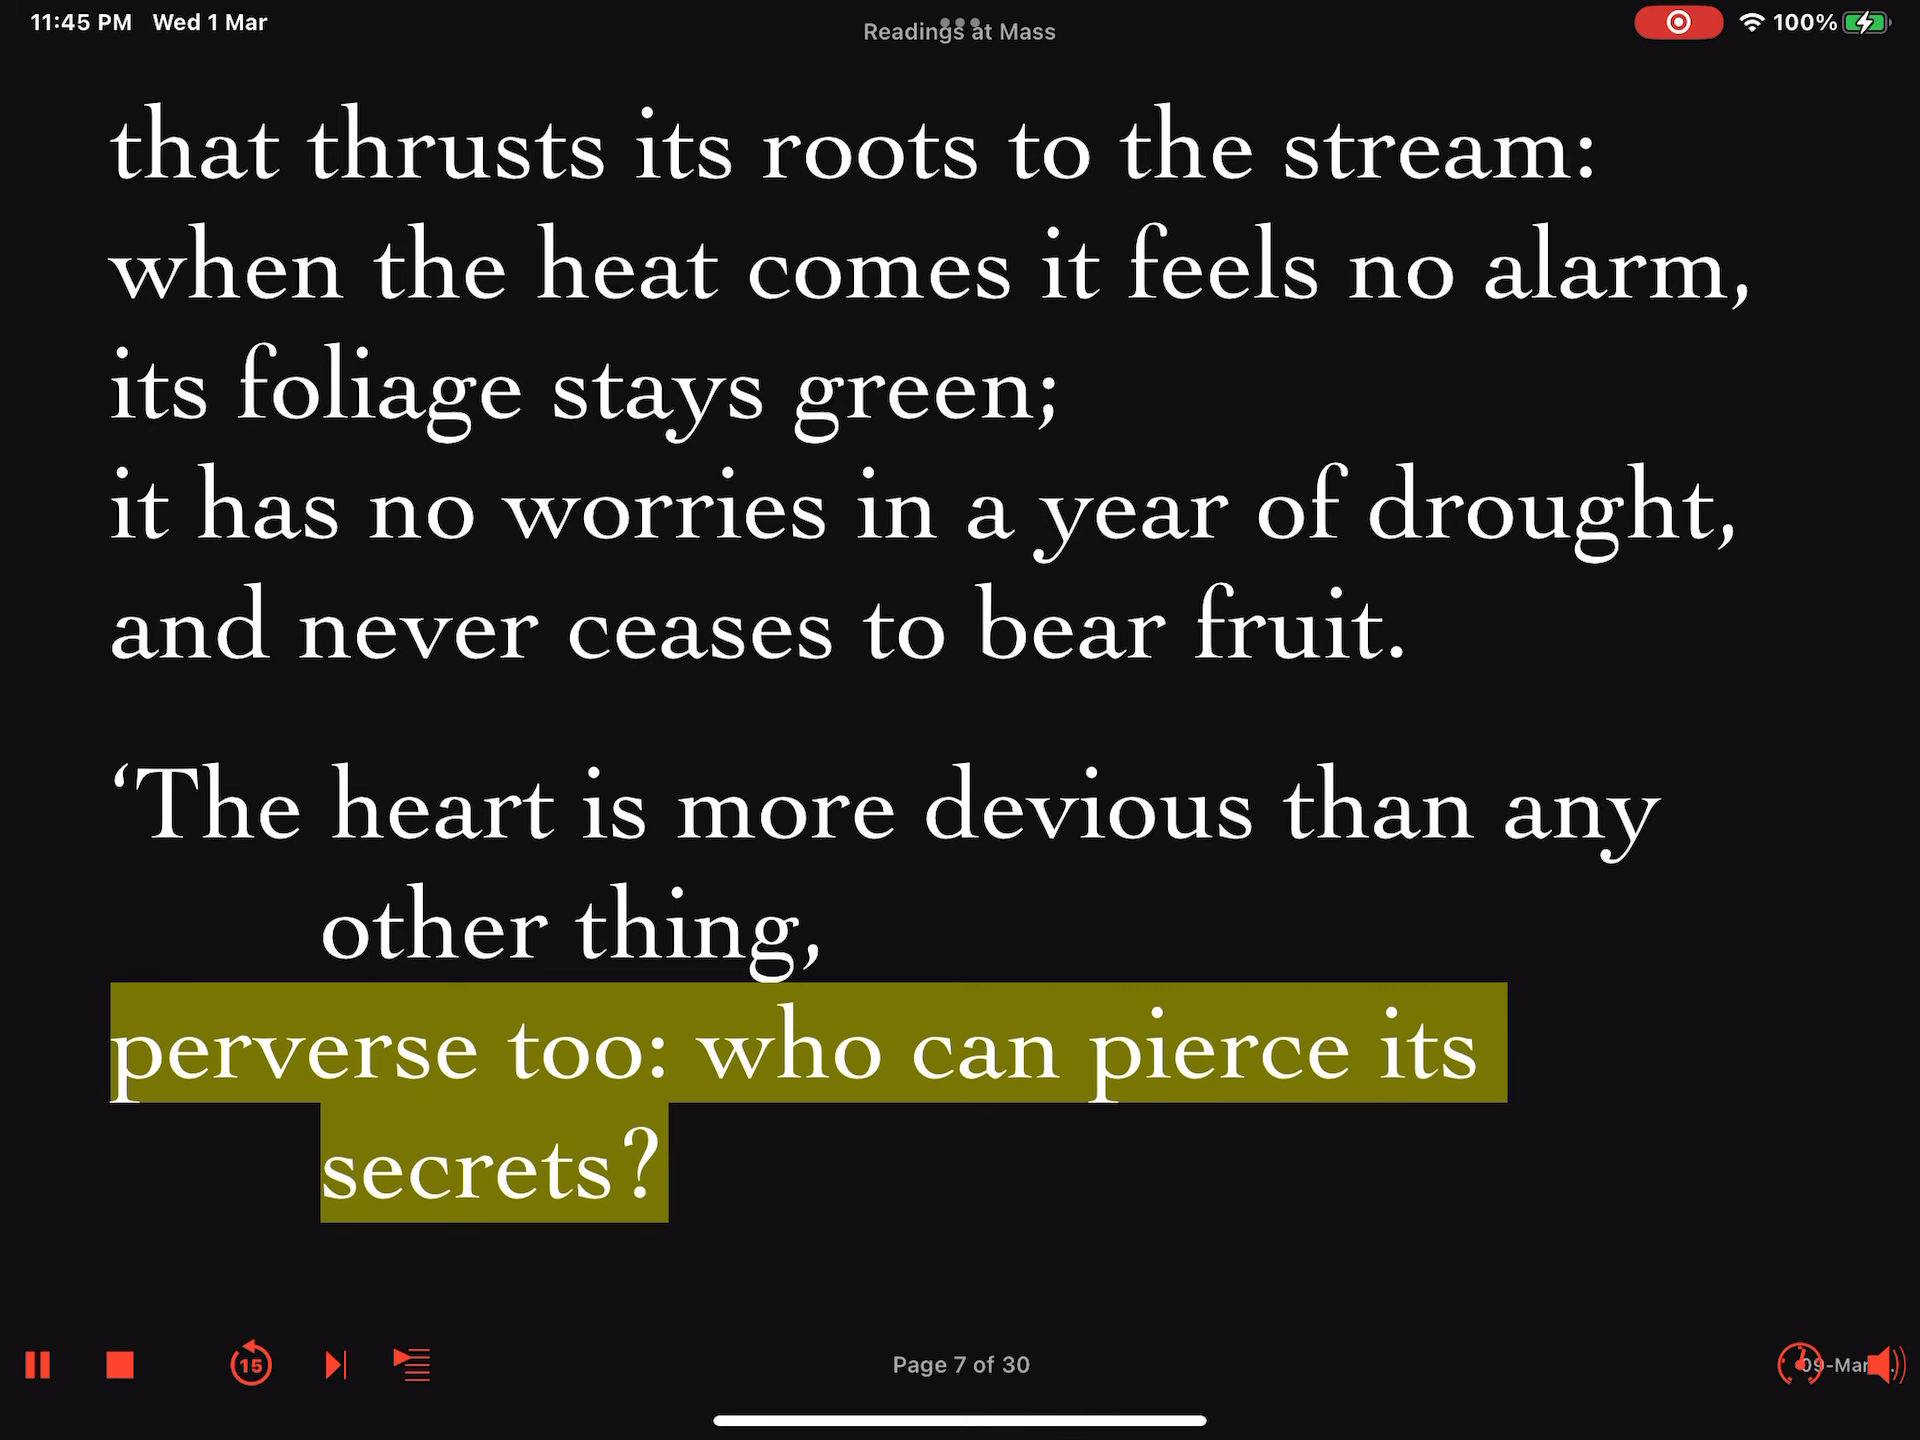 11:45 PM Wed 1 Mar
Readings at Mass
100%
that thrusts its roots to the stream:
when the heat comes it feels no alarm,
its foliage stays green;
it has no worries in a year of drought,
and never ceases to bear fruit.
‘The heart is more devious than any
other thing,
perverse too: who can pierce its
secrets?
15
Page 7 of 30
09-Mar